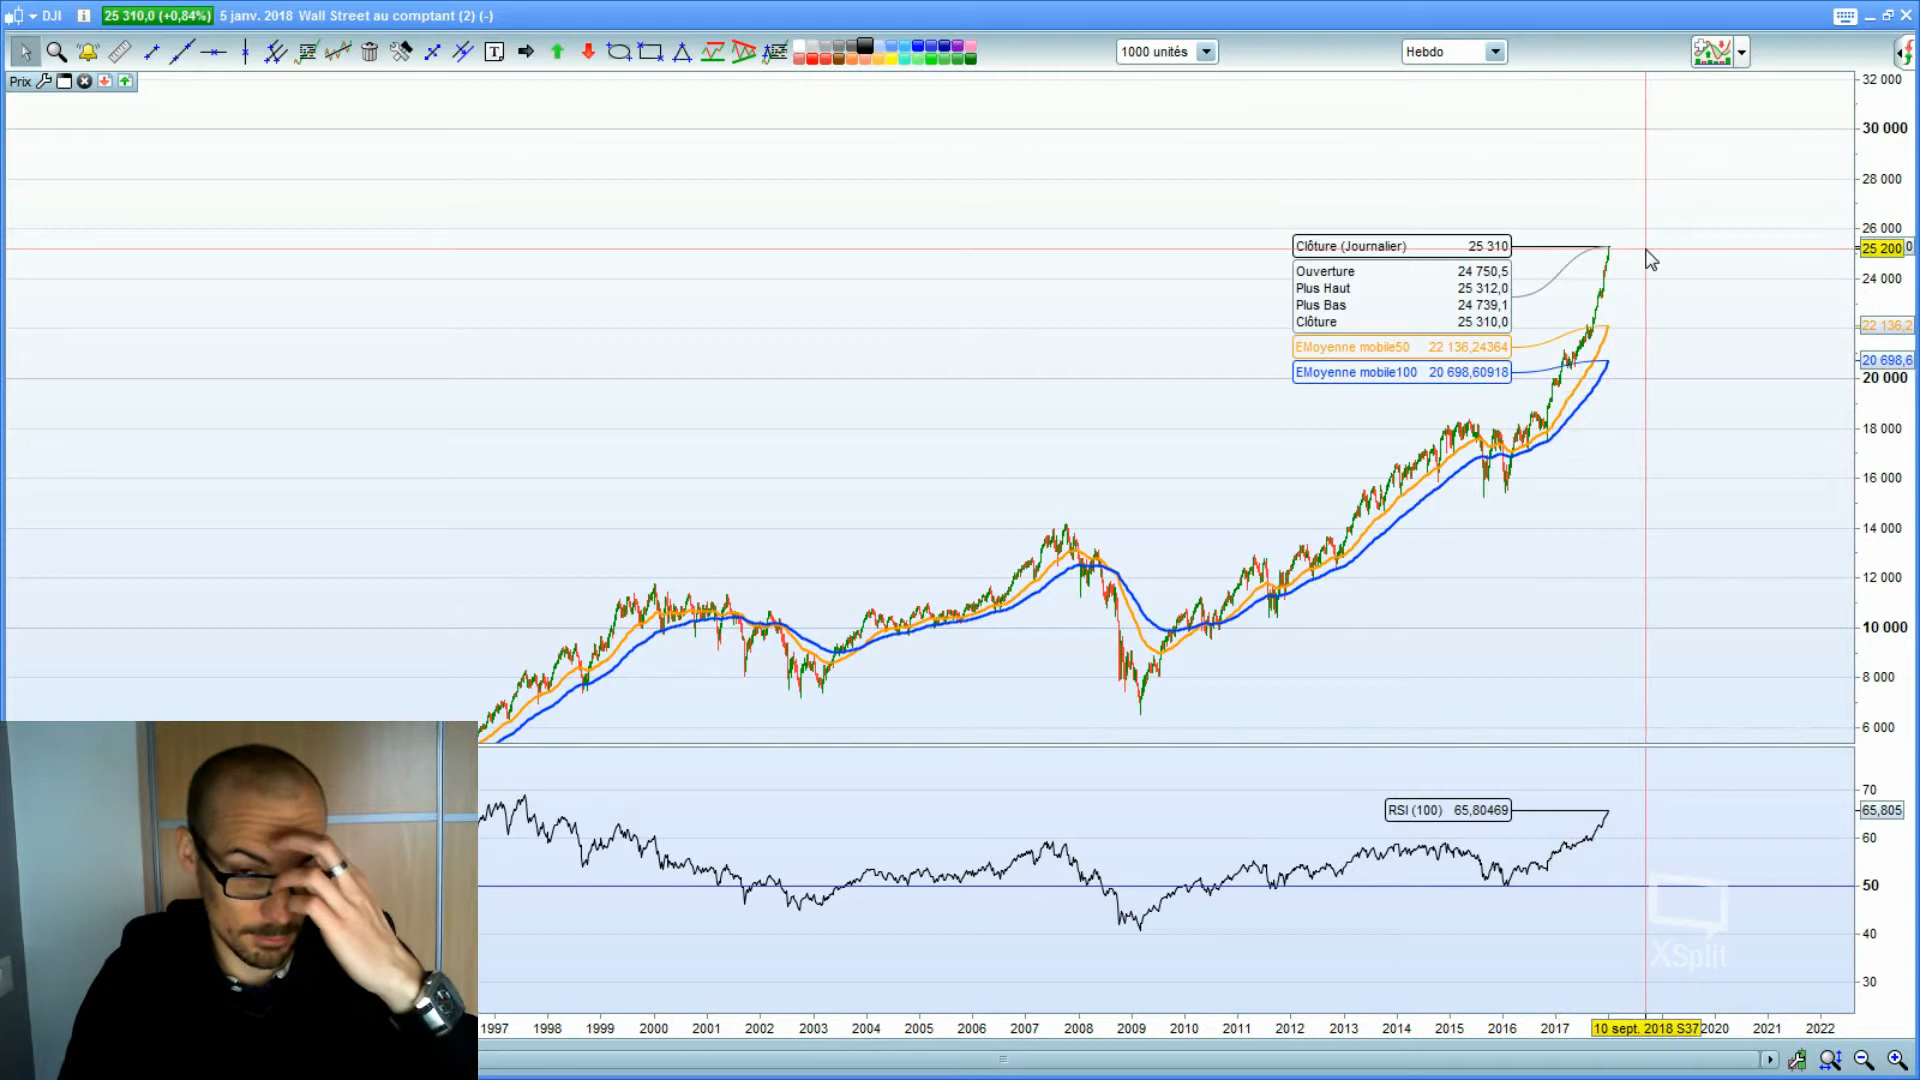 DJI 25 310,0 (+0,84%) 5 janv. 2018 Wall Street au comptant (2) (-)
1000 unités
Hebdo
Prix
32 000
30 000
28 000
26 000
25 200
24 000
22 136,2
20 698,6
20 000
18 000
16 000
14 000
12 000
10 000
8 000
6 000
Clôture (Journalier) 25 310
Ouverture 24 750,5
Plus Haut 25 312,0
Plus Bas 24 739,1
Clôture 25 310,0
EMoyenne mobile50 22 136,24364
EMoyenne mobile100 20 698,60918
RSI (100) 65,80469
70
65,805
60
50
40
30
XSplit
1997 1998 1999 2000 2001 2002 2003 2004 2005 2006 2007 2008 2009 2010 2011 2012 2013 2014 2015 2016 2017 10 sept. 2018 S37 2020 2021 2022